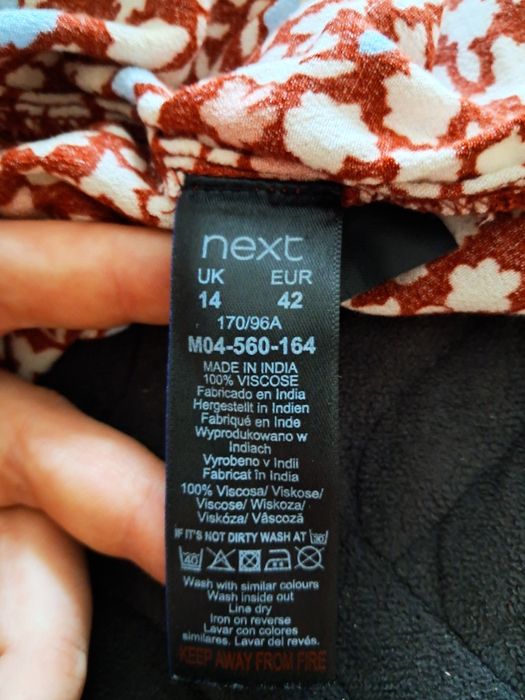 next
UK EUR
14 42
170/96A
M04-560-164
MADE IN INDIA
100% VISCOSE
Fabricado en India
Hergestellt in Indien
Fabriqué en Inde
Wyprodukowano w
Indiach
Vyrobeno v Indii
Fabricat în India
100% Viscosa/ Viskose/
Viscose/ Wiskoza/
Viskóza/ Vâscoză
IF IT'S NOT DIRTY WASH AT 30
40
Wash with similar colours
Wash inside out
Line dry
Iron on reverse
Lavar con colores
similares. Lavar del revés.
KEEP AWAY FROM FIRE